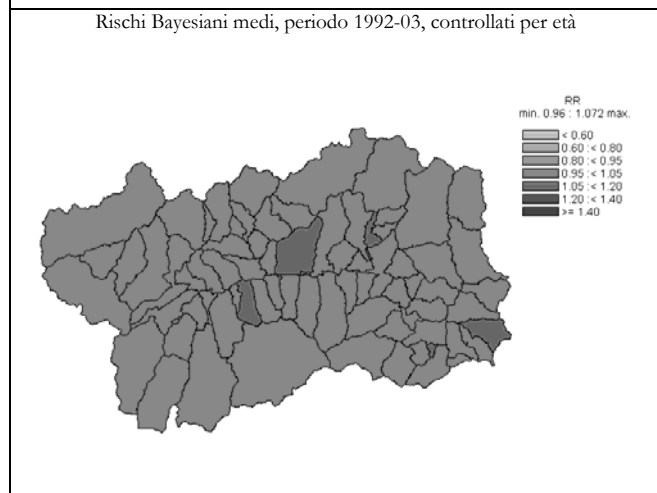 Rischi Bayesiani medi, periodo 1992-03, controllati per età
RR
min. 0.96 : 1.072 max.
< 0.60
0.60 :< 0.80
0.80 :< 0.95
0.95 :< 1.05
1.05 :< 1.20
1.20 :< 1.40
>= 1.40